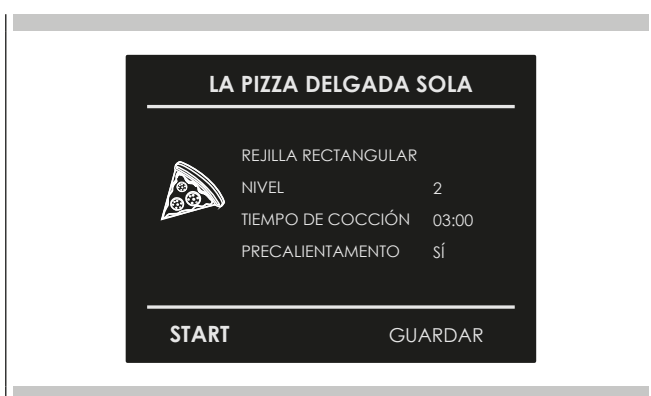 LA PIZZA DELGADA SOLA
REJILLA RECTANGULAR
NIVEL 2
TIEMPO DE COCCIÓN 03:00
PRECALIENTAMENTO SÍ
START GUARDAR